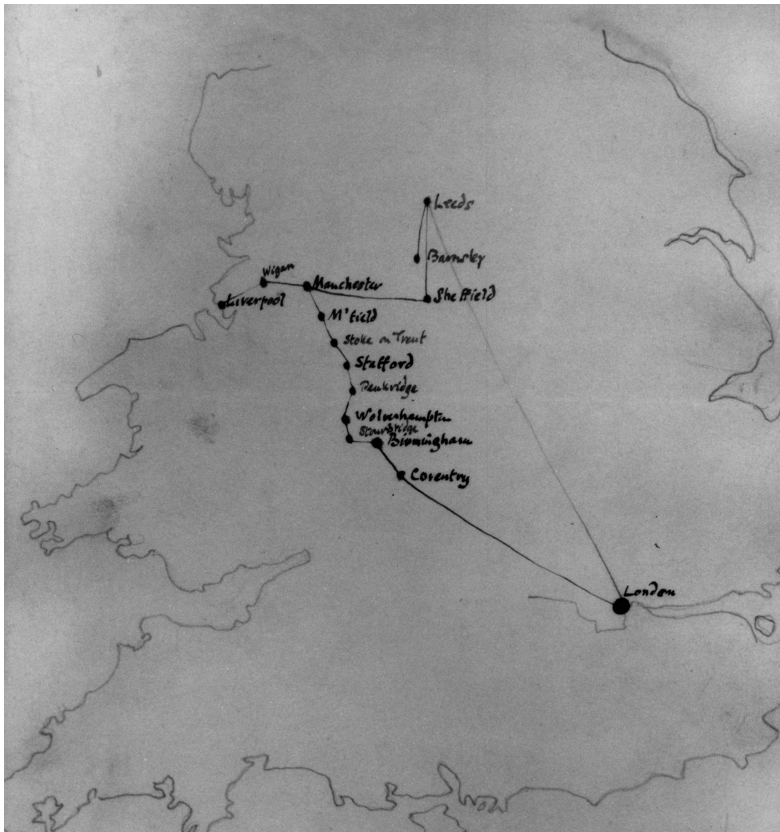 Leeds
Barnsley
Wigan
Manchester
Liverpool
Sheffield
M'field
Stoke on Trent
Stafford
Penkridge
Wolverhampton
Stourbridge
Birmingham
Coventry
London